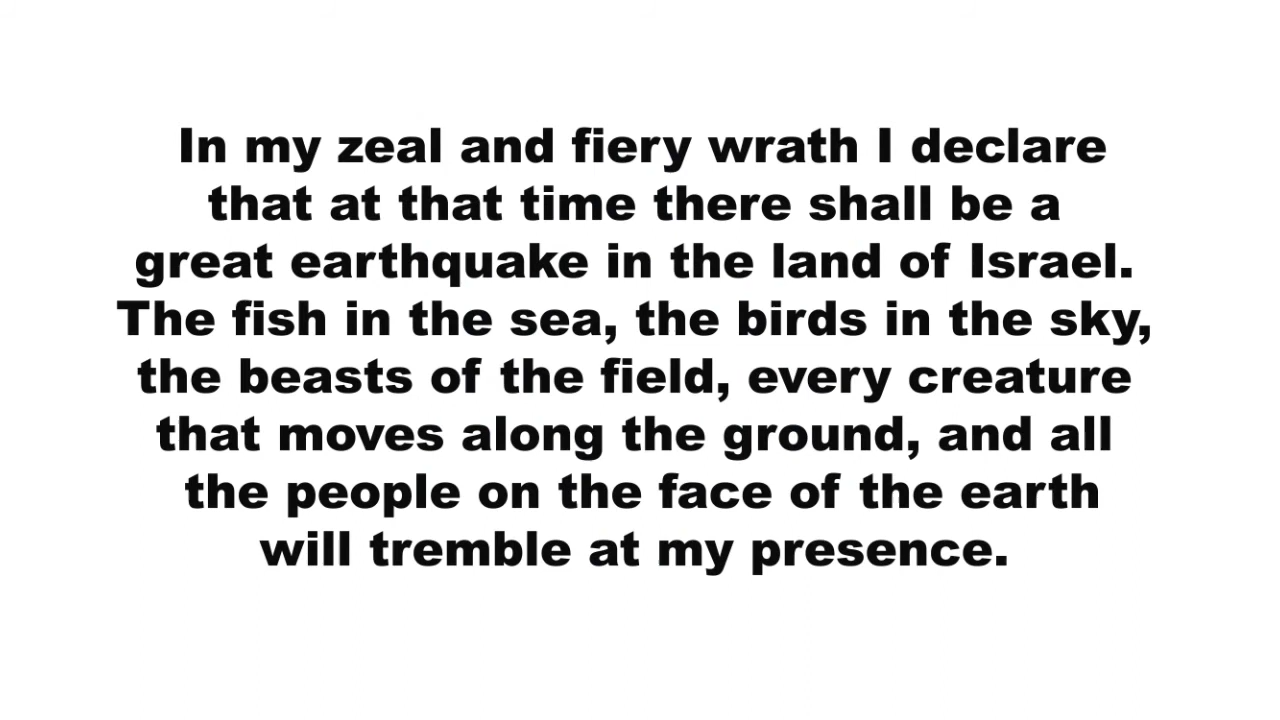 In my zeal and fiery wrath I declare
that at that time there shall be a
great earthquake in the land of Israel.
The fish in the sea, the birds in the sky,
the beasts of the field, every creature
that moves along the ground, and all
the people on the face of the earth
will tremble at my presence.